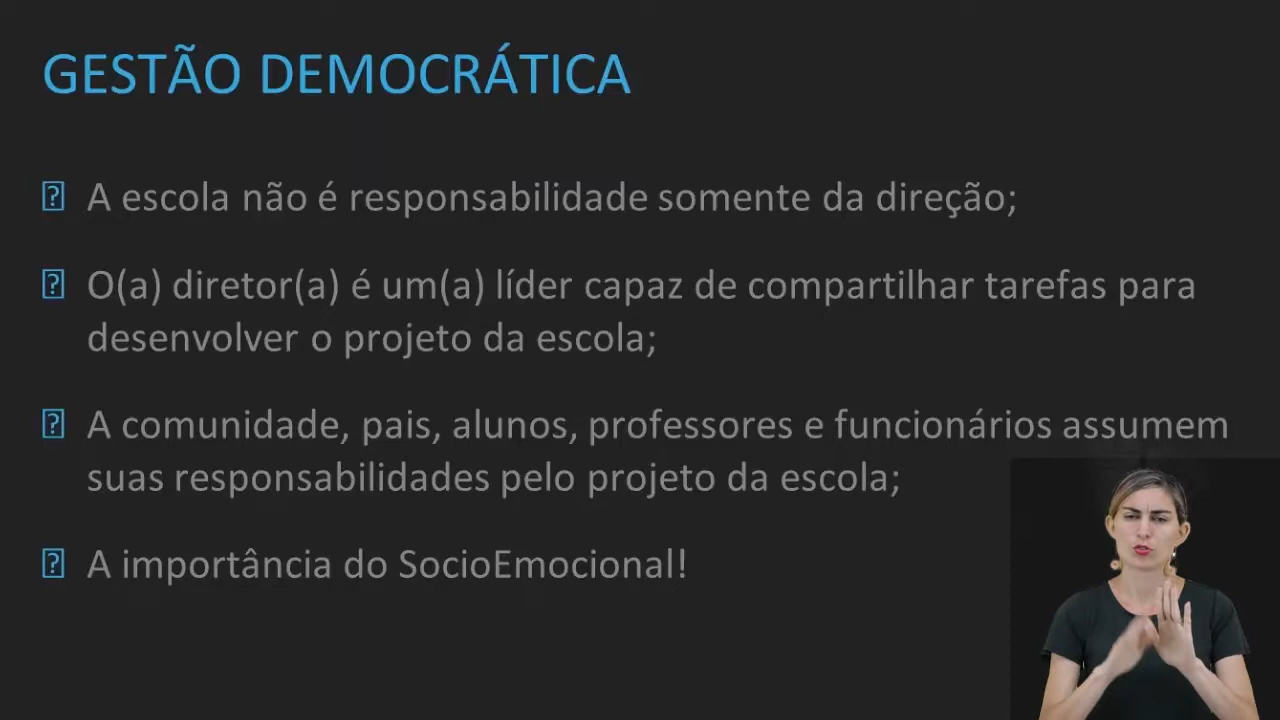 GESTÃO DEMOCRÁTICA
A escola não é responsabilidade somente da direção;
O(a) diretor(a) é um(a) líder capaz de compartilhar tarefas para
desenvolver o projeto da escola;
A comunidade, pais, alunos, professores e funcionários assumem
suas responsabilidades pelo projeto da escola;
A importância do SocioEmocional!